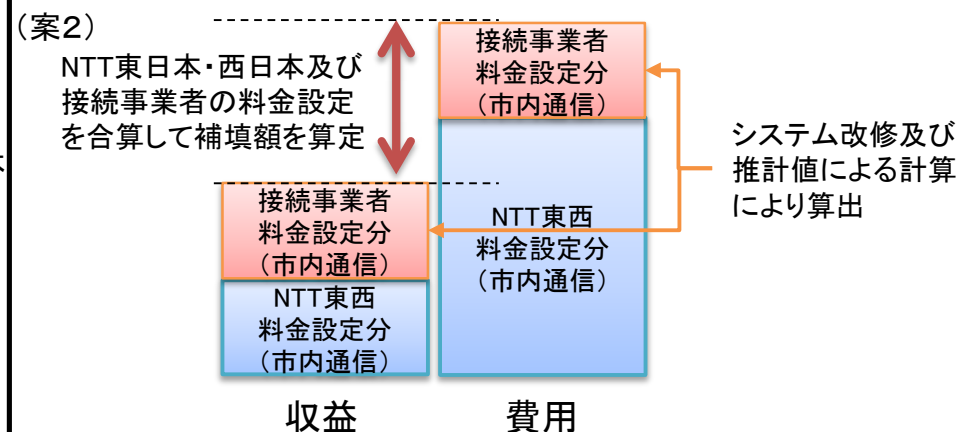 (案2)
NTT東日本・西日本及び
接続事業者の料金設定
を合算して補填額を算定
接続事業者
料金設定分
(市内通信)
NTT東西
料金設定分
(市内通信)
接続事業者
料金設定分
(市内通信)
NTT東西
料金設定分
(市内通信)
システム改修及び
推計値による計算
により算出
収益
費用